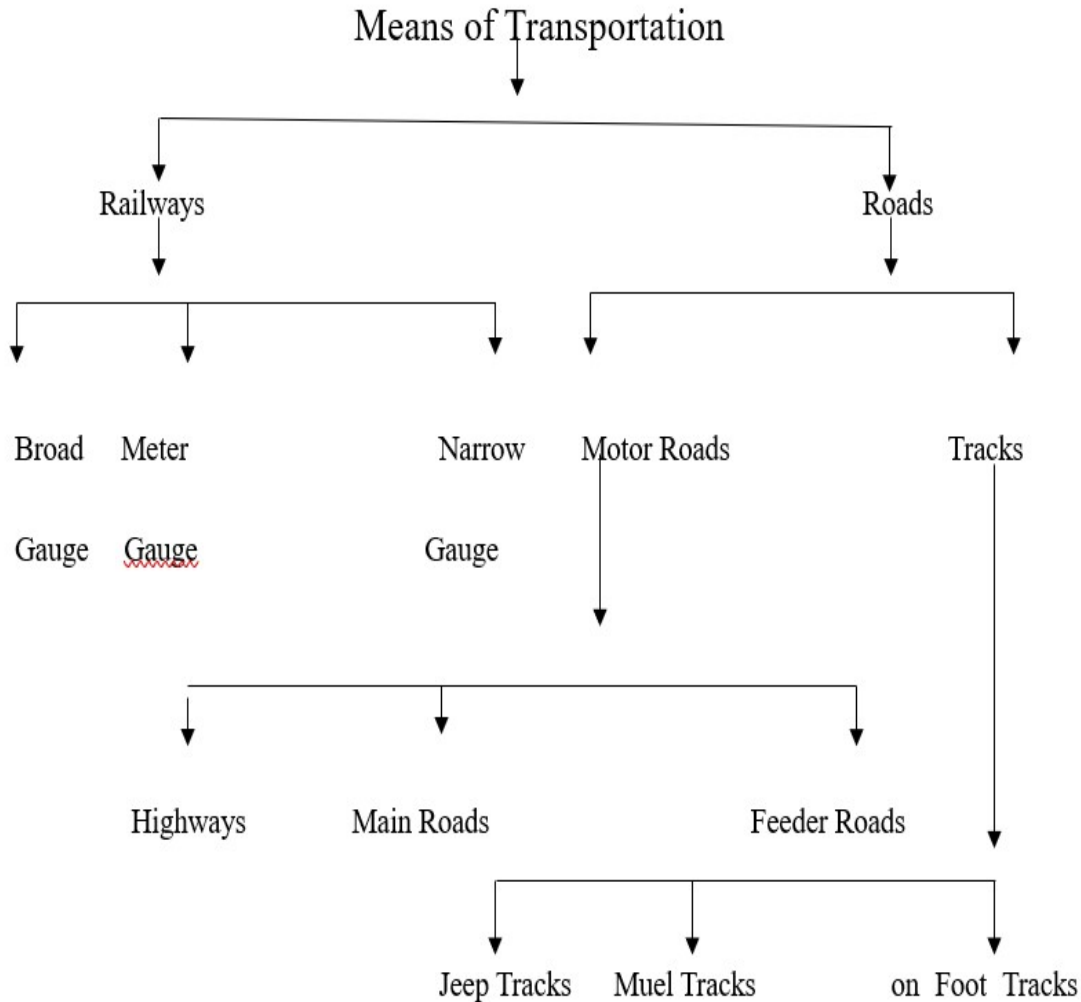 Means of Transportation
Railways Roads
Broad Meter Narrow Motor Roads Tracks
Gauge Gauge Gauge
Highways Main Roads Feeder Roads
Jeep Tracks Muel Tracks on Foot Tracks